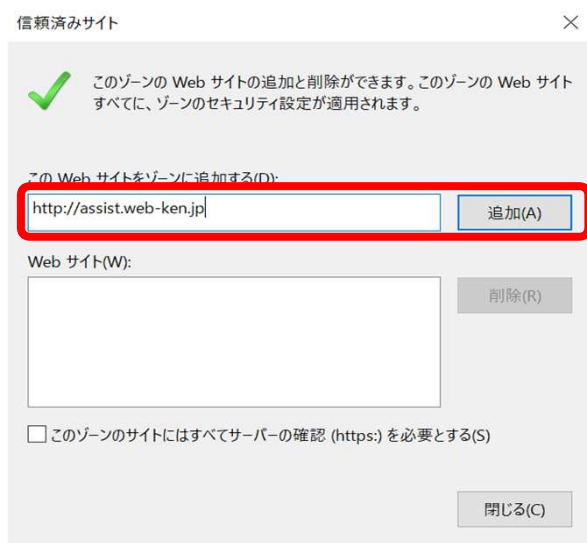 信頼済みサイト
このゾーンの Web サイトの追加と削除ができます。このゾーンの Web サイト
すべてに、ゾーンのセキュリティ設定が適用されます。
この Web サイトをゾーンに追加する(D):
http://assist.web-ken.jp
追加(A)
Web サイト(W):
削除(R)
このゾーンのサイトにはすべてサーバーの確認 (https:) を必要とする(S)
閉じる(C)